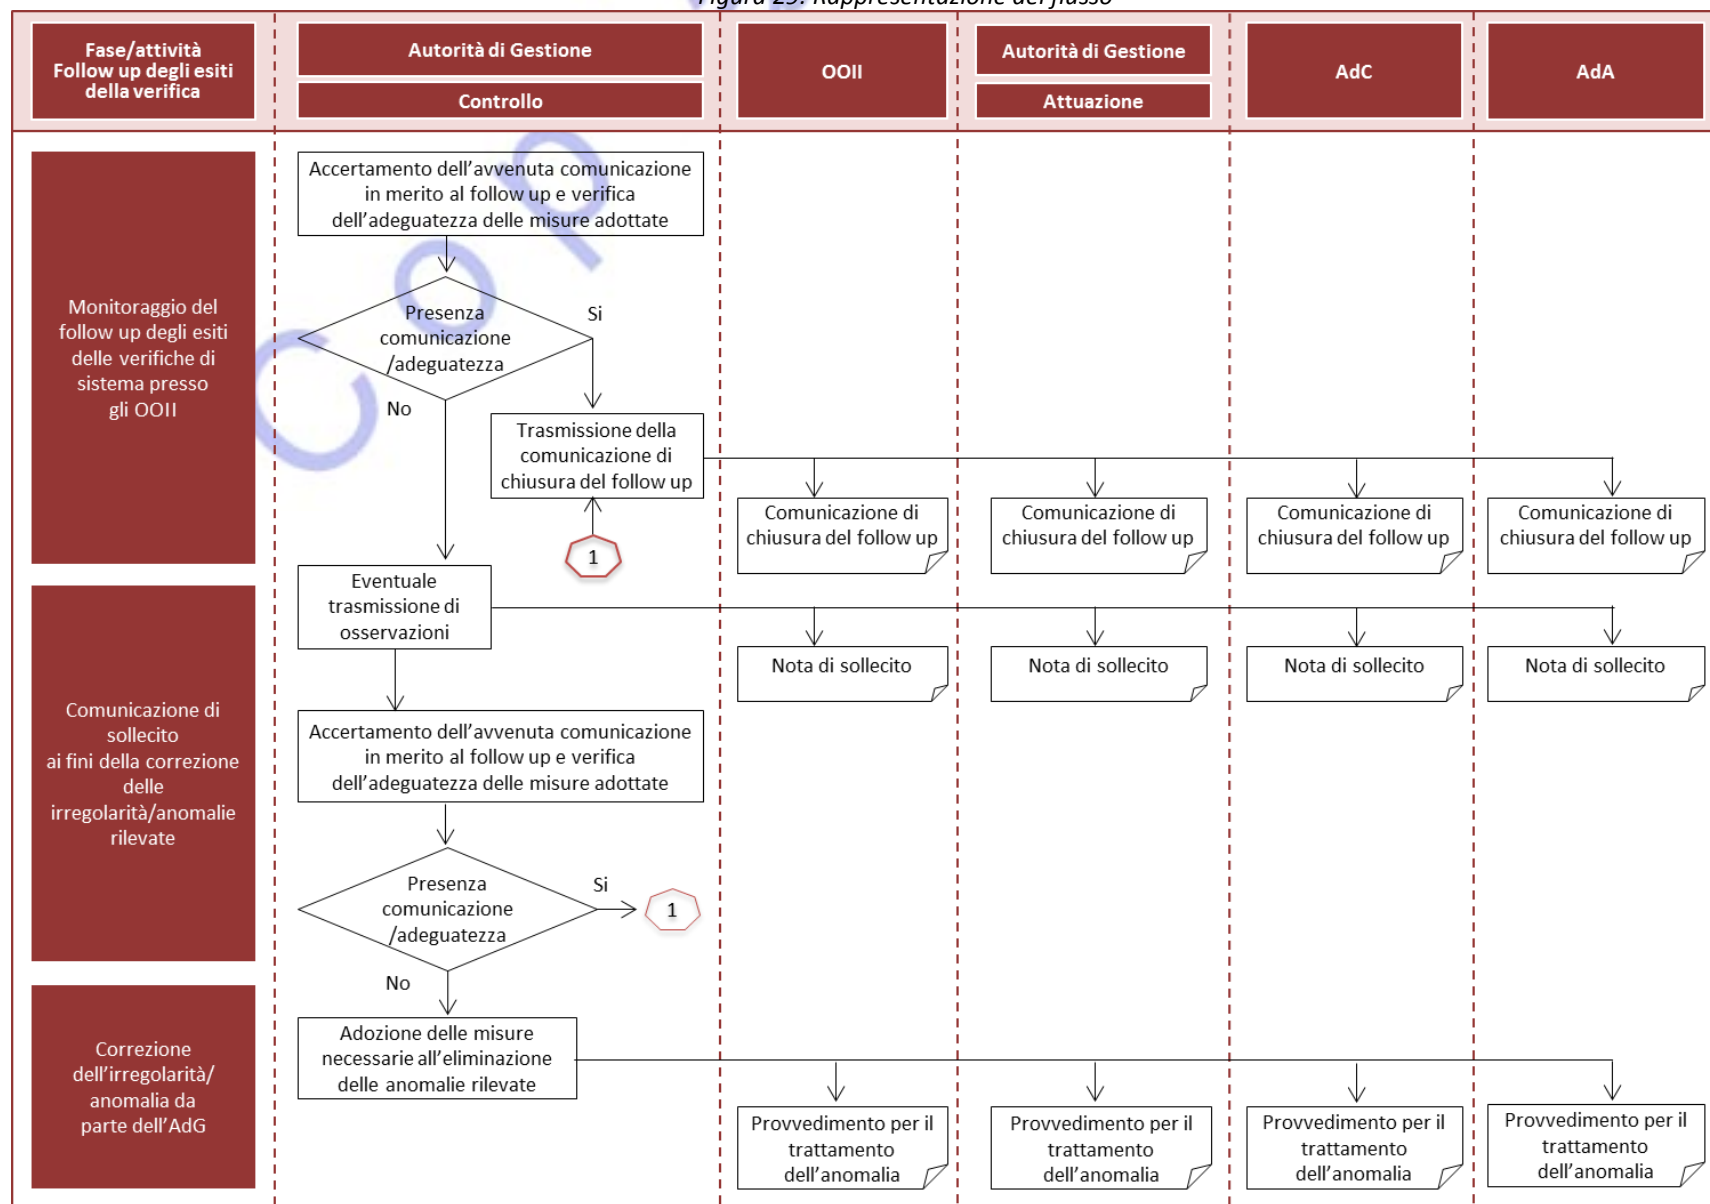 Figura 25: Rappresentazione del flusso
Fase/attività
Follow up degli esiti
della verifica
Autorità di Gestione
Controllo
OOII
Autorità di Gestione
Attuazione
AdC
AdA
Monitoraggio del
follow up degli esiti
delle verifiche di
sistema presso
gli OOII
Accertamento dell'avvenuta comunicazione
in merito al follow up e verifica
dell'adeguatezza delle misure adottate
Presenza
comunicazione
/adeguatezza
Si
No
Trasmissione della
comunicazione di
chiusura del follow up
1
Comunicazione di
chiusura del follow up
Comunicazione di
chiusura del follow up
Comunicazione di
chiusura del follow up
Comunicazione di
chiusura del follow up
Comunicazione di
sollecito
ai fini della correzione
delle
irregolarità/anomalie
rilevate
Eventuale
trasmissione di
osservazioni
Nota di sollecito
Nota di sollecito
Nota di sollecito
Nota di sollecito
Accertamento dell'avvenuta comunicazione
in merito al follow up e verifica
dell'adeguatezza delle misure adottate
Presenza
comunicazione
/adeguatezza
Si
1
No
Correzione
dell'irregolarità/
anomalia da
parte dell'AdG
Adozione delle misure
necessarie all'eliminazione
delle anomalie rilevate
Provvedimento per il
trattamento
dell'anomalia
Provvedimento per il
trattamento
dell'anomalia
Provvedimento per il
trattamento
dell'anomalia
Provvedimento per il
trattamento
dell'anomalia
Cop